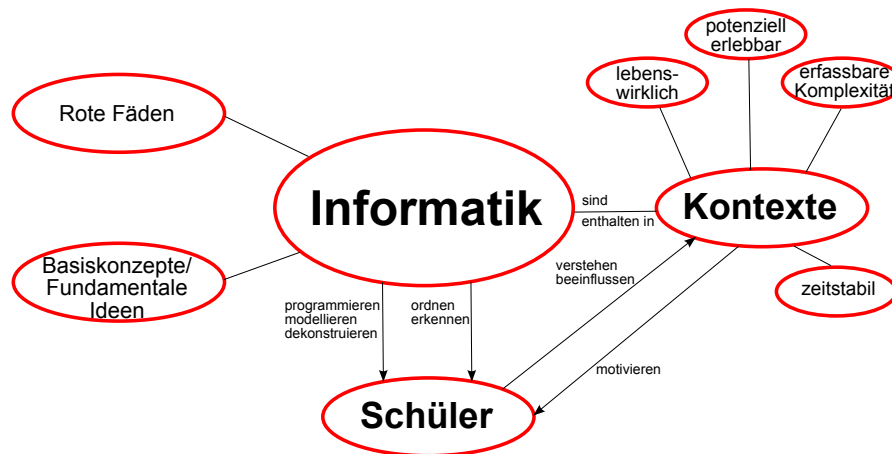 potenziell
erlebbar
lebens-
wirklich
erfassbare
Komplexität
Rote Fäden
Informatik
sind
enthalten in
Kontexte
Basiskonzepte/
Fundamentale
Ideen
verstehen
beeinflussen
zeitstabil
programmieren
modellieren
dekonstruieren
ordnen
erkennen
motivieren
Schüler